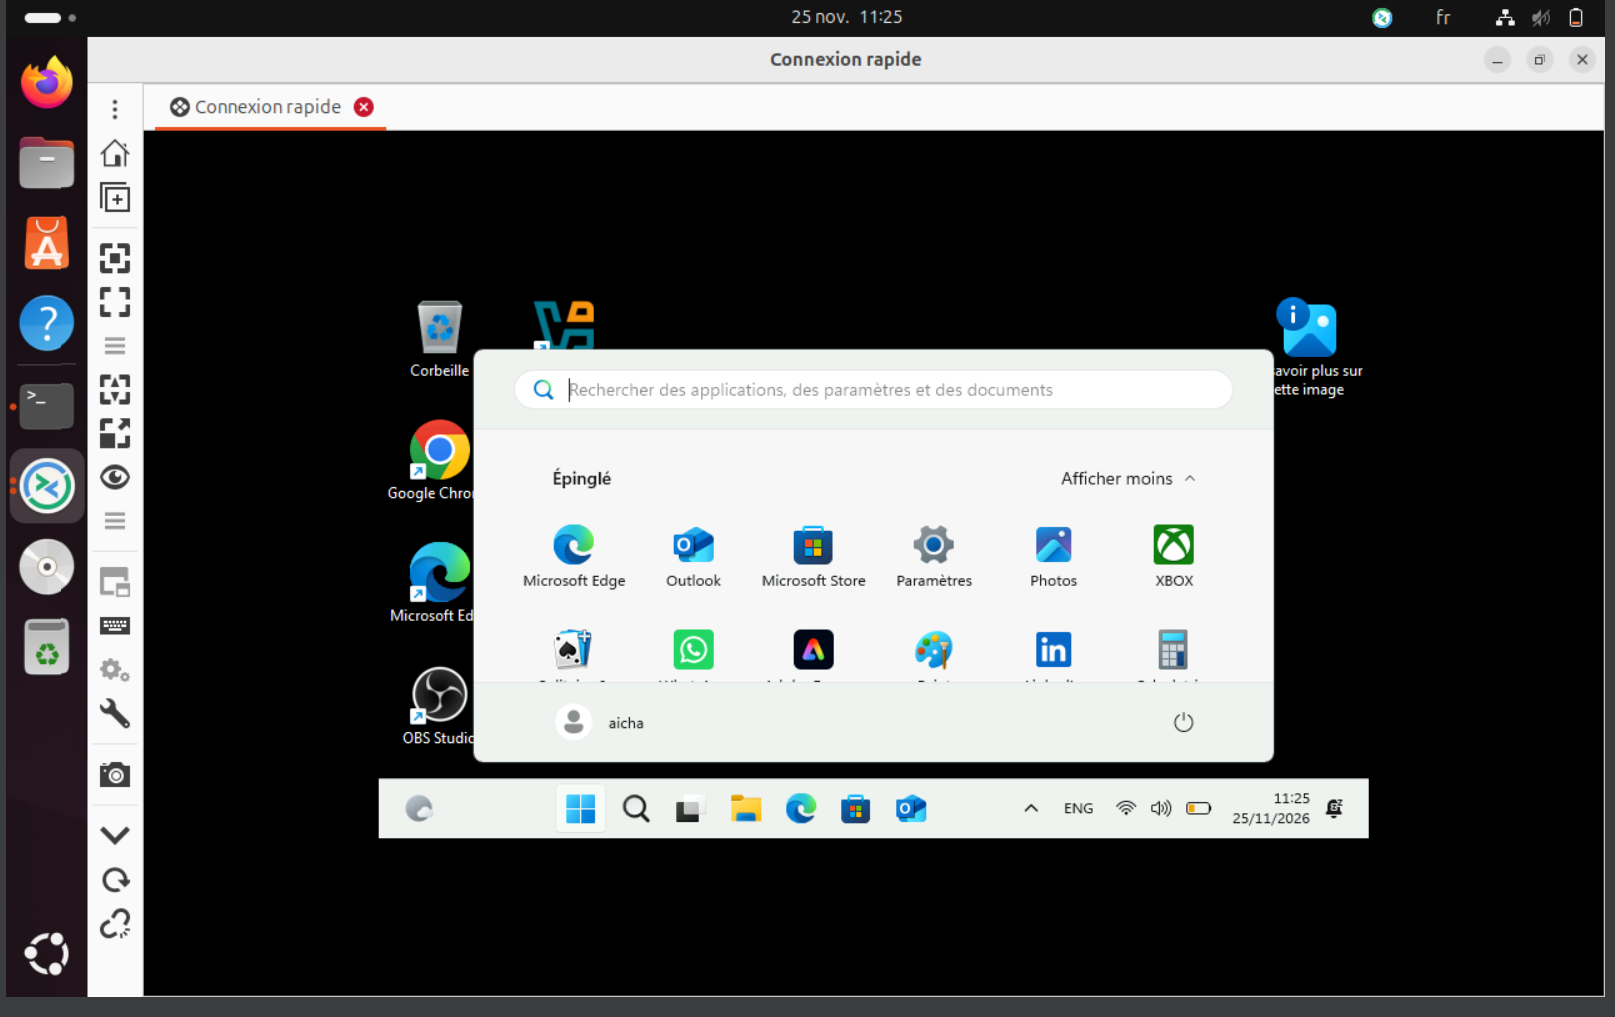 25 nov. 11:25
fr
Connexion rapide
Connexion rapide
Corbeille
avoir plus sur
ette image
Rechercher des applications, des paramètres et des documents
Google Chro
Épinglé
Afficher moins
Microsoft Edge
Outlook
Microsoft Store
Paramètres
Photos
XBOX
Microsoft Ed
OBS Studio
aicha
ENG
11:25
25/11/2026